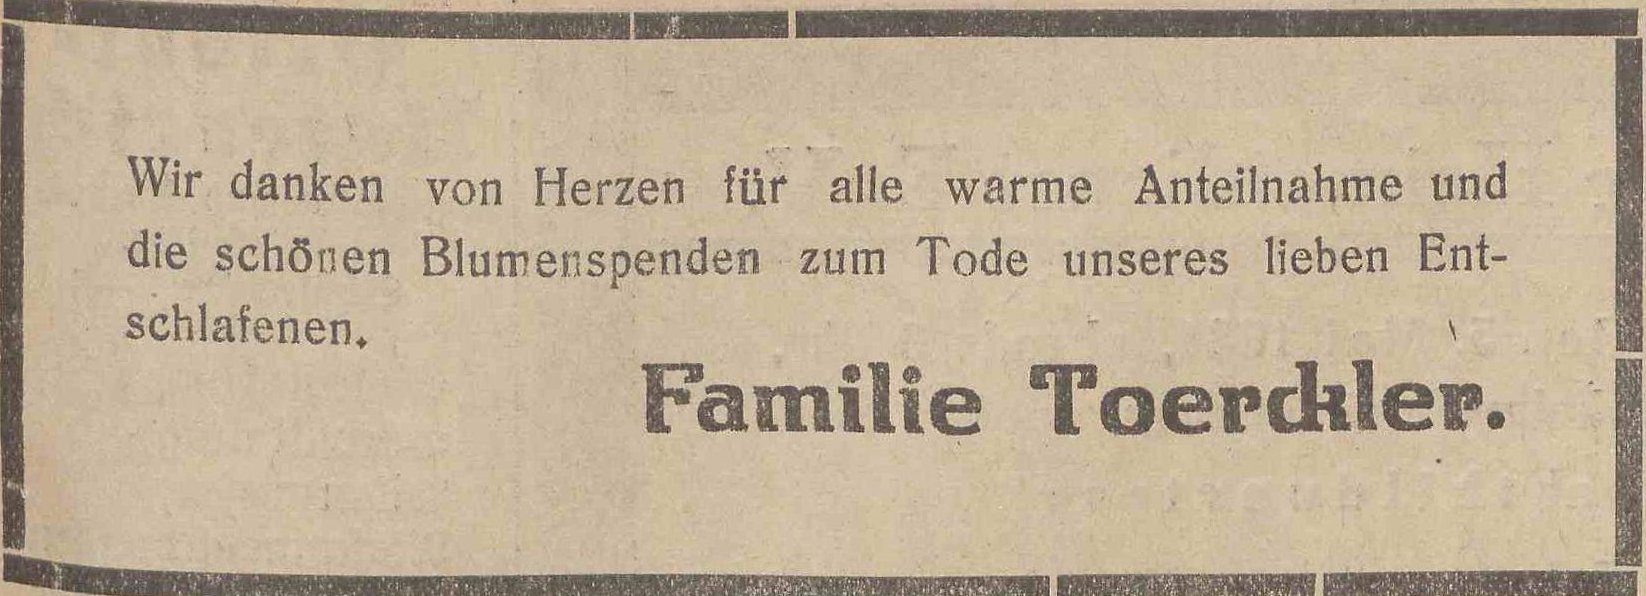 Wir danken von Herzen für alle warme Anteilnahme und
die schönen Blumenspenden zum Tode unseres lieben Ent-
schlafenen.
Familie Toerckler.